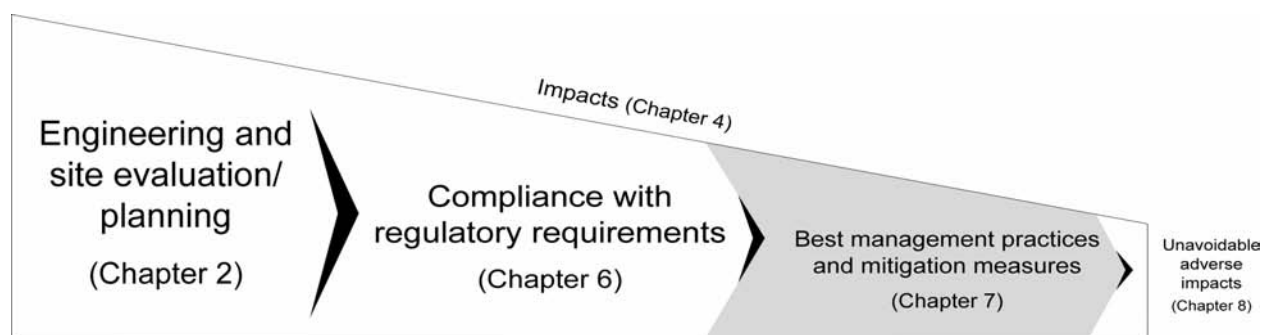 Impacts (Chapter 4)
Engineering and
site evaluation/
planning
(Chapter 2)
Compliance with
regulatory requirements
(Chapter 6)
Best management practices
and mitigation measures
(Chapter 7)
Unavoidable
adverse
impacts
(Chapter 8)